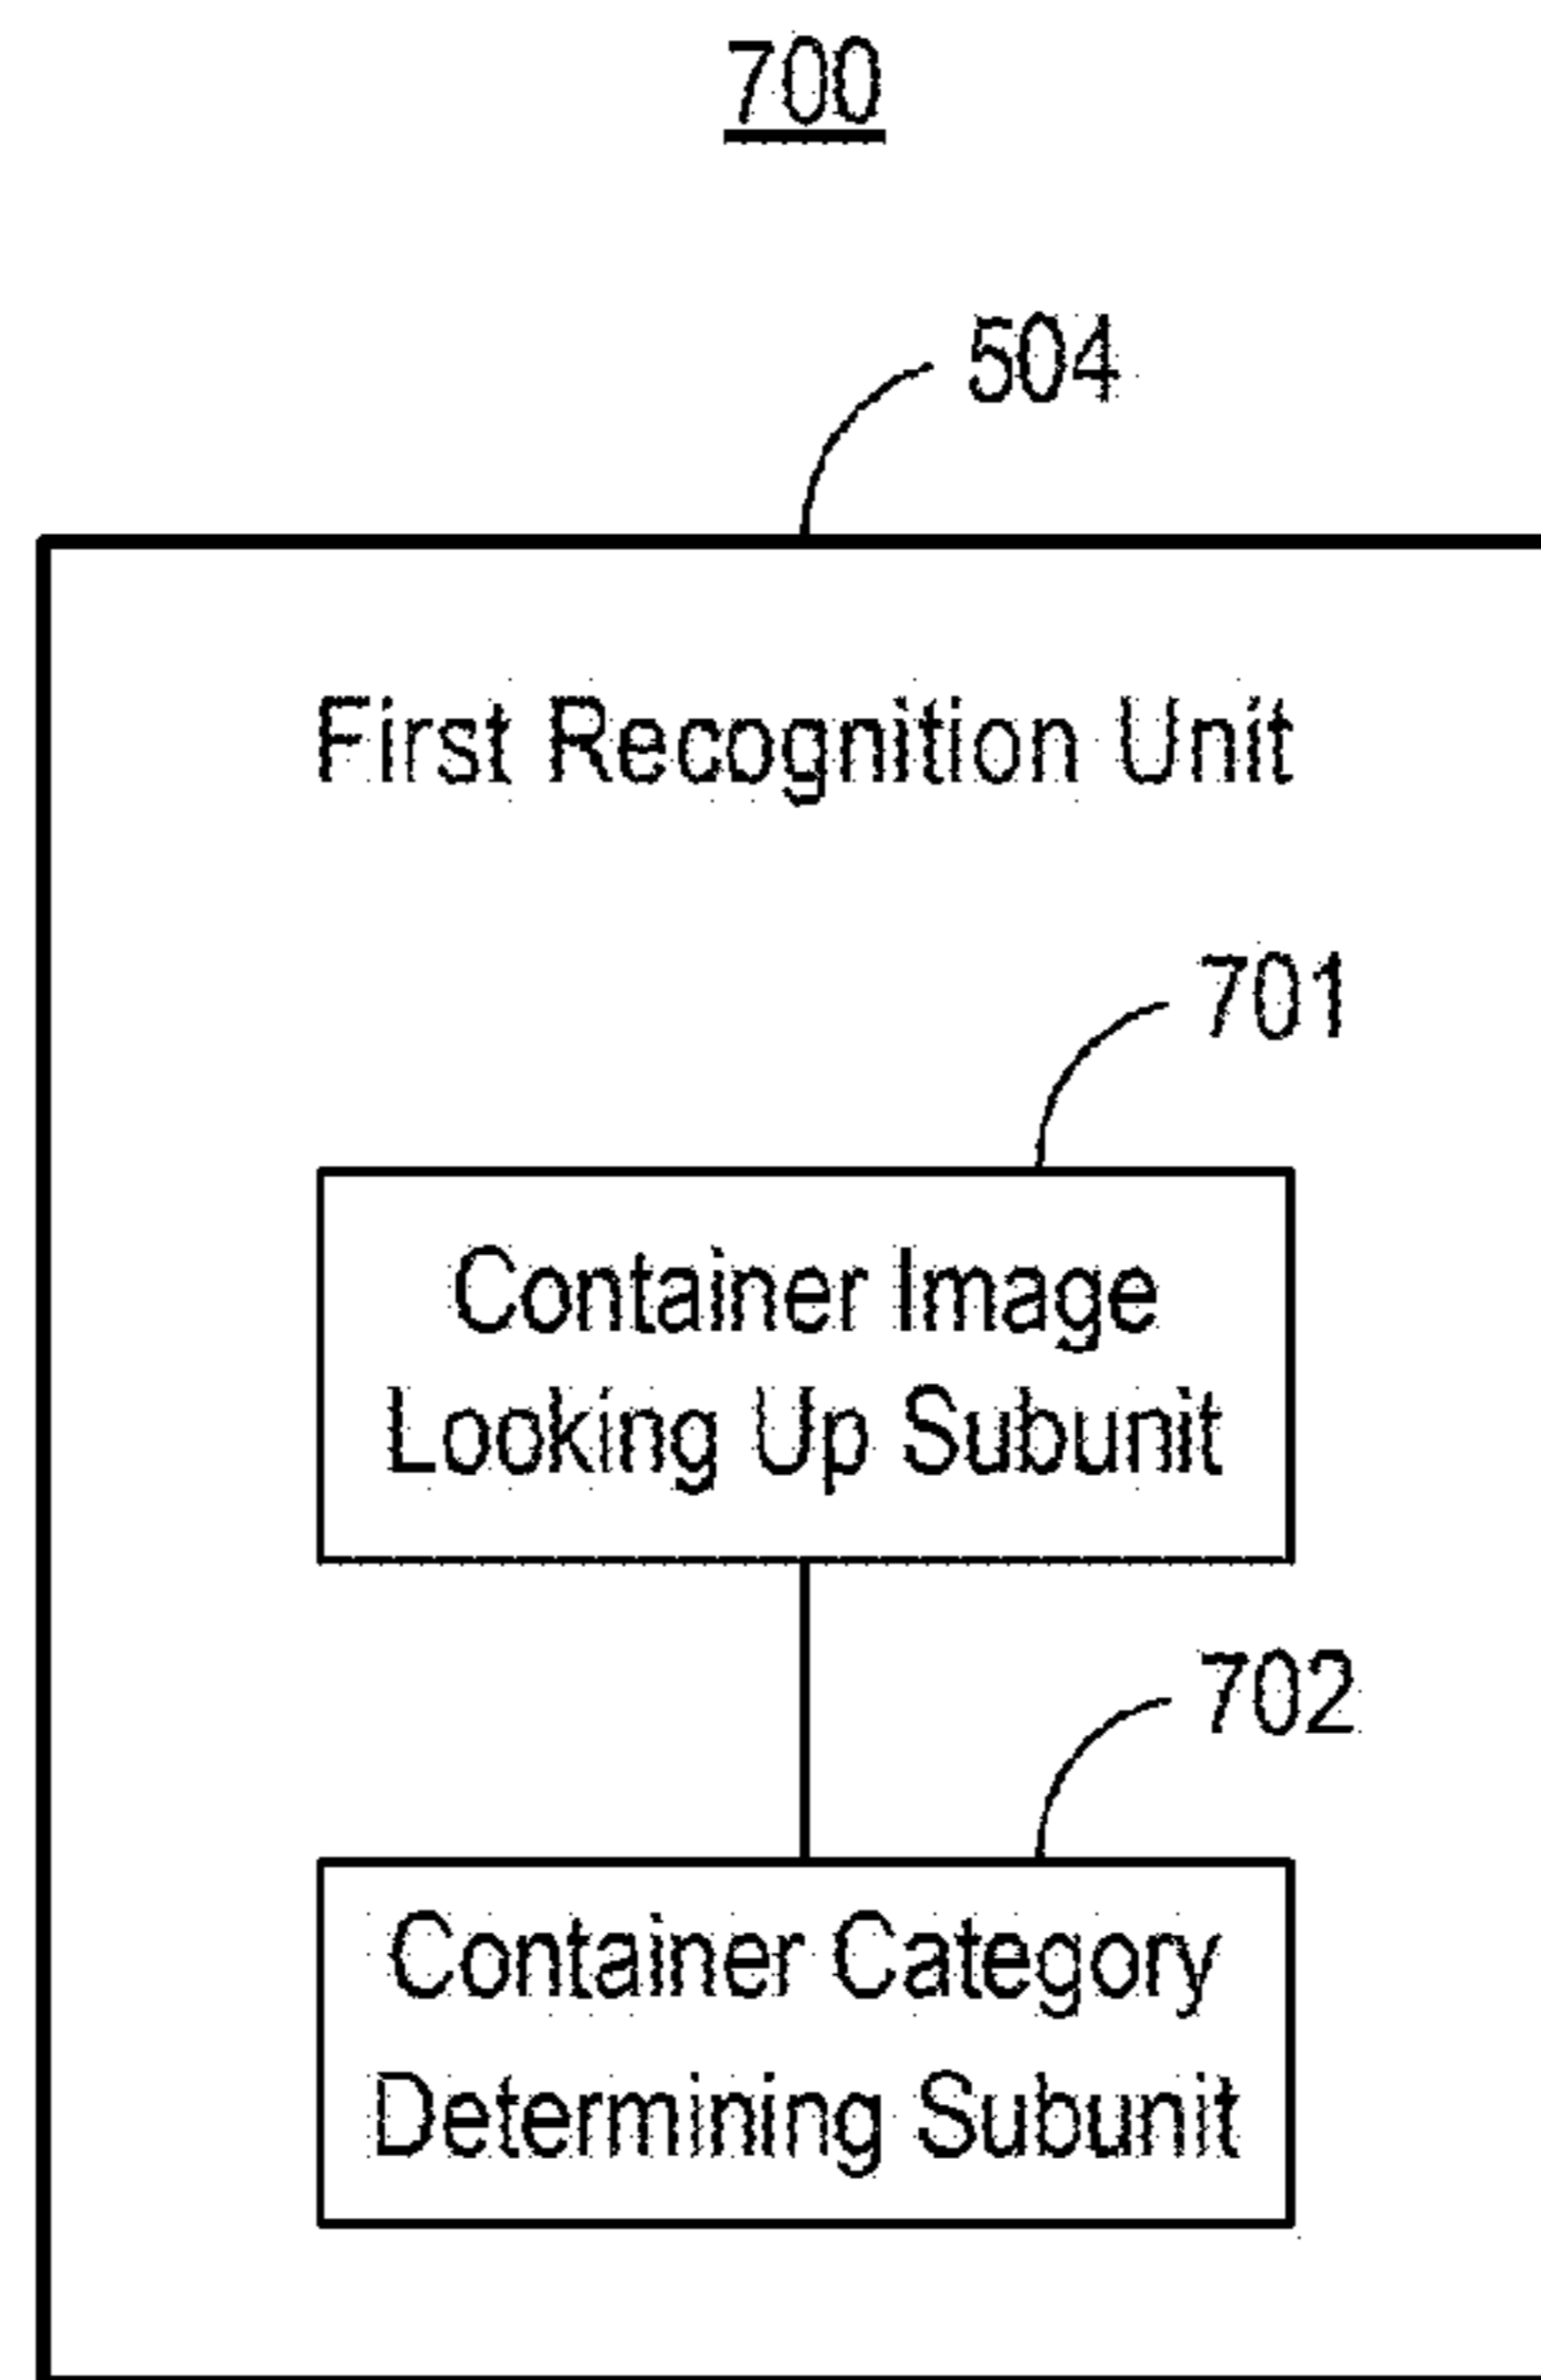 700
504
First Recognition Unit
701
Container Image
Looking Up Subunit
702
Container Category
Determining Subunit